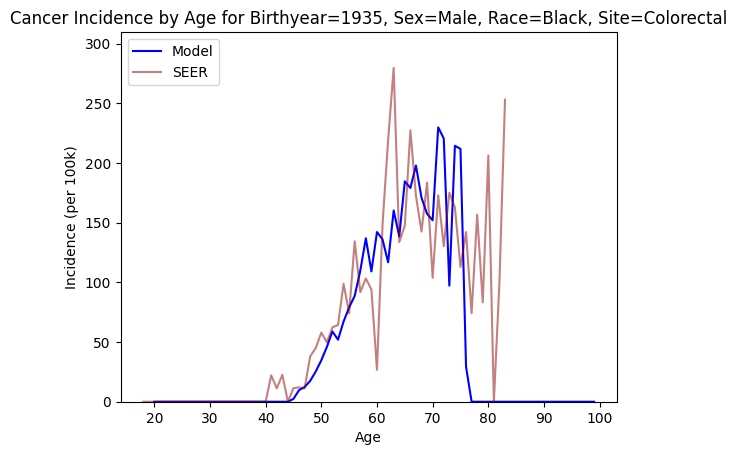 Cancer Incidence by Age for Birthyear=1935, Sex=Male, Race=Black, Site=Colorectal
Model
SEER
Incidence (per 100k)
300
250
200
150
100
50
0
20 30 40 50 60 70 80 90 100
Age